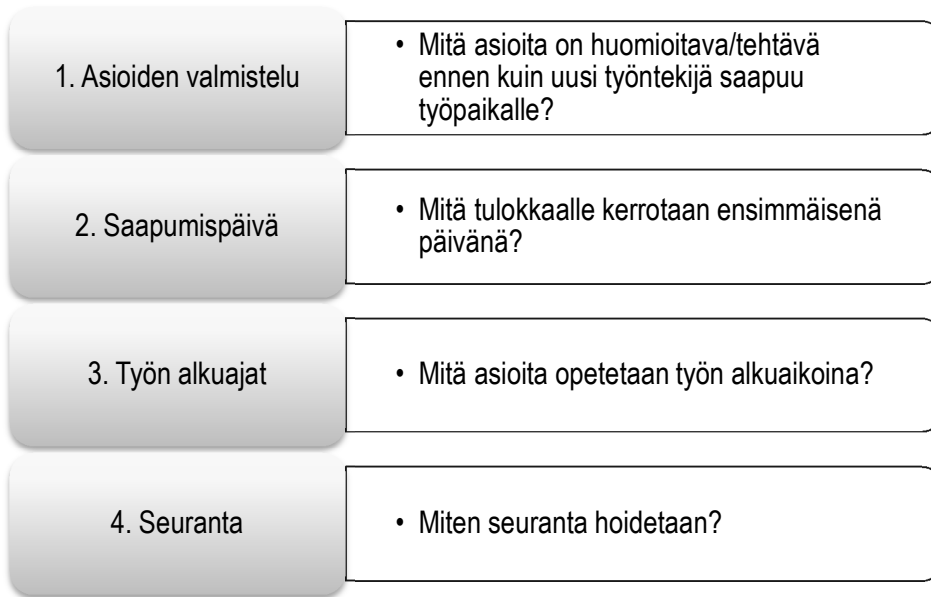 1. Asioiden valmistelu
• Mitä asioita on huomioitava/tehtävä
ennen kuin uusi työntekijä saapuu
työpaikalle?
2. Saapumispäivä
• Mitä tulokkaalle kerrotaan ensimmäisenä
päivänä?
3. Työn alkuajat
• Mitä asioita opetetaan työn alkuaikoina?
4. Seuranta
• Miten seuranta hoidetaan?